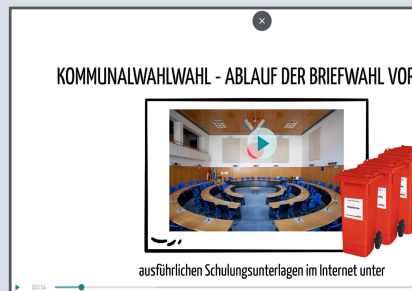 KOMMUNALWAHLWAHL - ABLAUF DER BRIEFWAHL VOR
ausführlichen Schulungsunterlagen im Internet unter
00:14